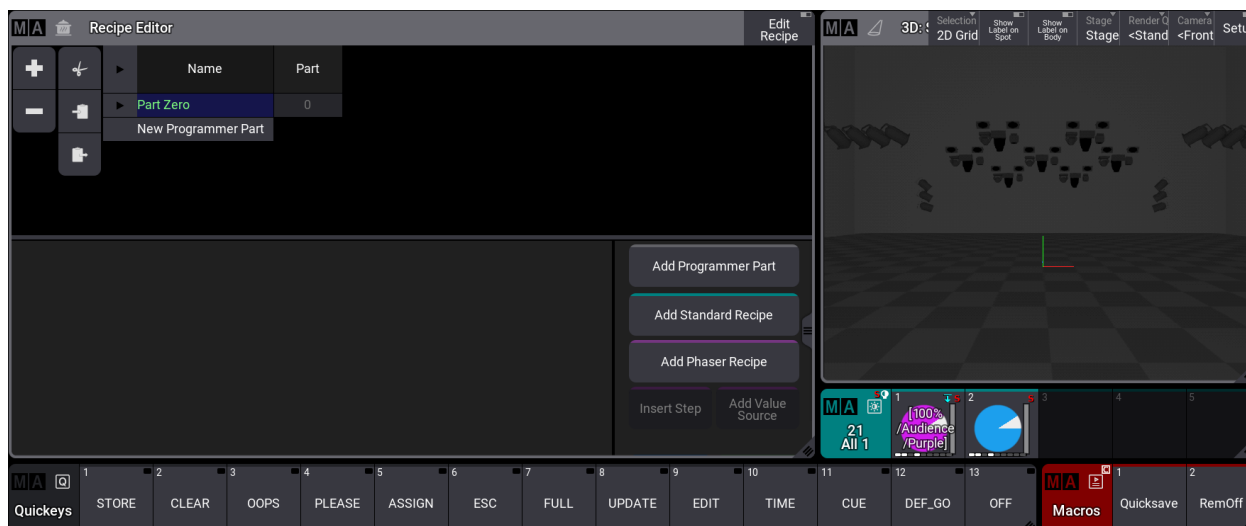 MA Recipe Editor
Edit
Recipe
Name Part
Part Zero 0
New Programmer Part
Add Programmer Part
Add Standard Recipe
Add Phaser Recipe
Insert Step
Add Value
Source
MA 3D: S
Selection
2D Grid
Show
Label on
Spot
Show
Label on
Body
Stage
Stage
Render Q
<Stand
Camera
<Front
Setu
MA
21
All 1
1
[100%
/Audience
/Purple]
2
3
4
5
MA Q
Quickeys
1
STORE
2
CLEAR
3
OOPS
4
PLEASE
5
ASSIGN
6
ESC
7
FULL
8
UPDATE
9
EDIT
10
TIME
11
CUE
12
DEF_GO
13
OFF
MA
Macros
1
Quicksave
2
RemOff